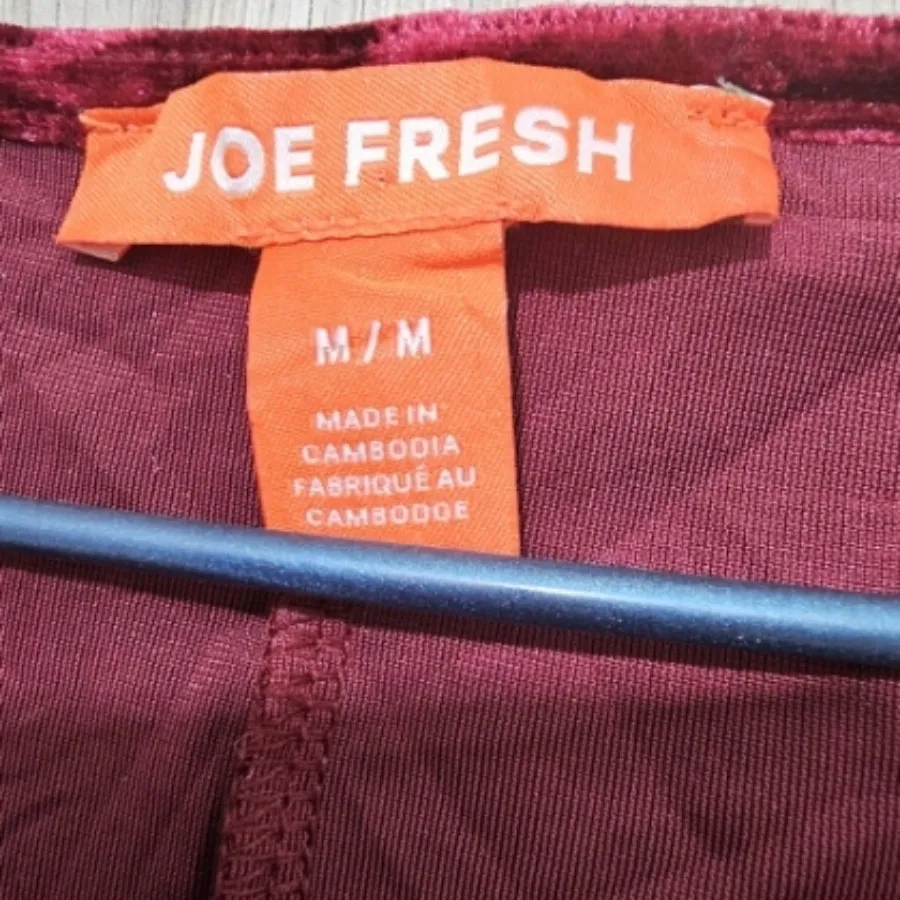 JOE FRESH
M / M
MADE IN
CAMBODIA
FABRIQUÉ AU
CAMBODGE